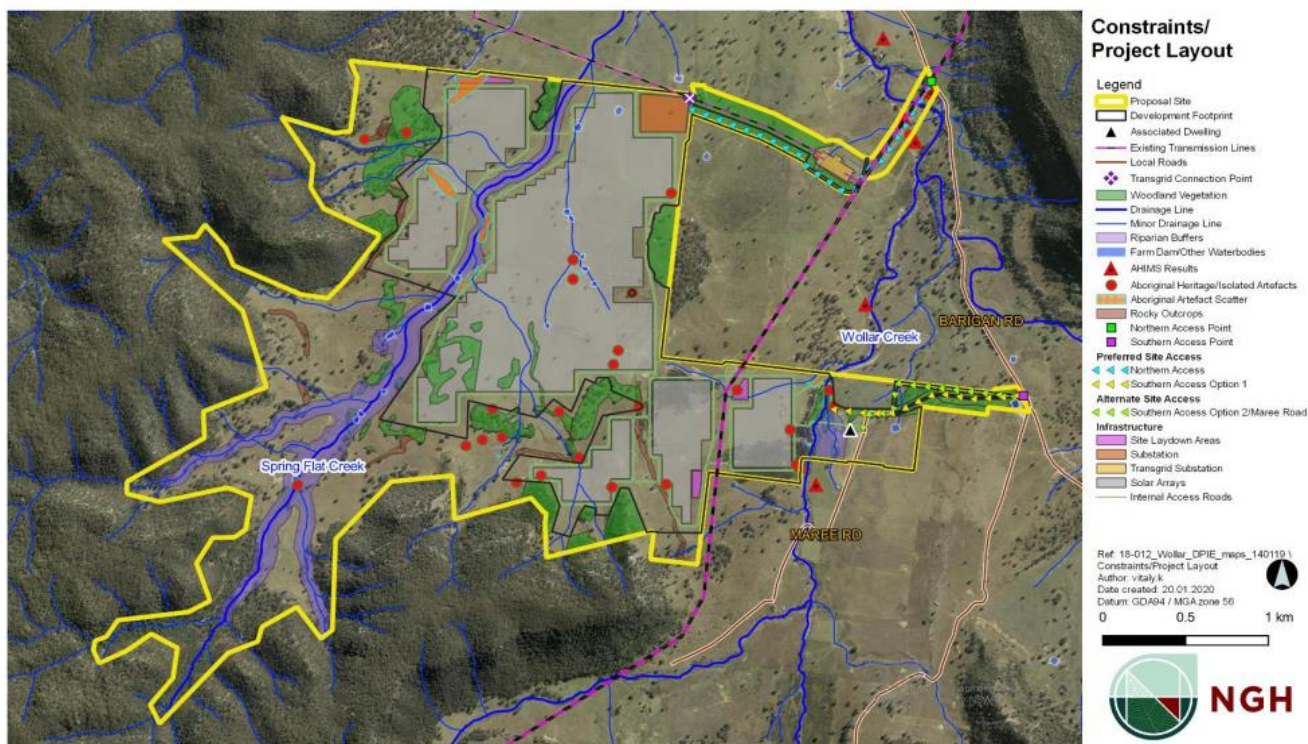 Constraints/
Project Layout
Legend
Proposal Site
Development Footprint
Associated Dwelling
Existing Transmission Lines
Local Roads
Transgrid Connection Point
Woodland Vegetation
Drainage Line
Minor Drainage Line
Riparian Buffers
Farm Dam/Other Waterbodies
AHIMS Results
Aboriginal Heritage/Isolated Artefacts
Aboriginal Artefact Scatter
Rocky Outcrops
Northern Access Point
Southern Access Point
Preferred Site Access
Northern Access
Southern Access Option 1
Alternate Site Access
Southern Access Option 2/Maree Road
Infrastructure
Site Laydown Areas
Substation
Transgrid Substation
Solar Arrays
Internal Access Roads
Ref: 18-012_Wollar_DPIE_maps_140119 \
Constraints/Project Layout
Author: vitaly.k
Date created: 20.01.2020
Datum: GDA94 / MGA zone 56
0 0.5 1 km
NGH
Wollar Creek
BARIGAN RD
Spring Flat Creek
MAREE RD